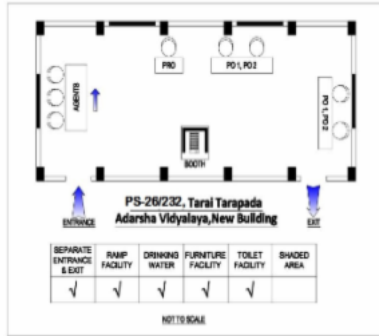 PRO
PO 1, PO 2
AGENTS
PO 1, PO 2
BOOTH
ENTRANCE
PS-26/232, Tarai Tarapada
Adarsha Vidyalaya,New Building
EXIT
SEPARATE ENTRANCE & EXIT
RAMP FACILITY
DRINKING WATER
FURNITURE FACILITY
TOILET FACILITY
SHADED AREA
√ √ √ √ √
NOT TO SCALE